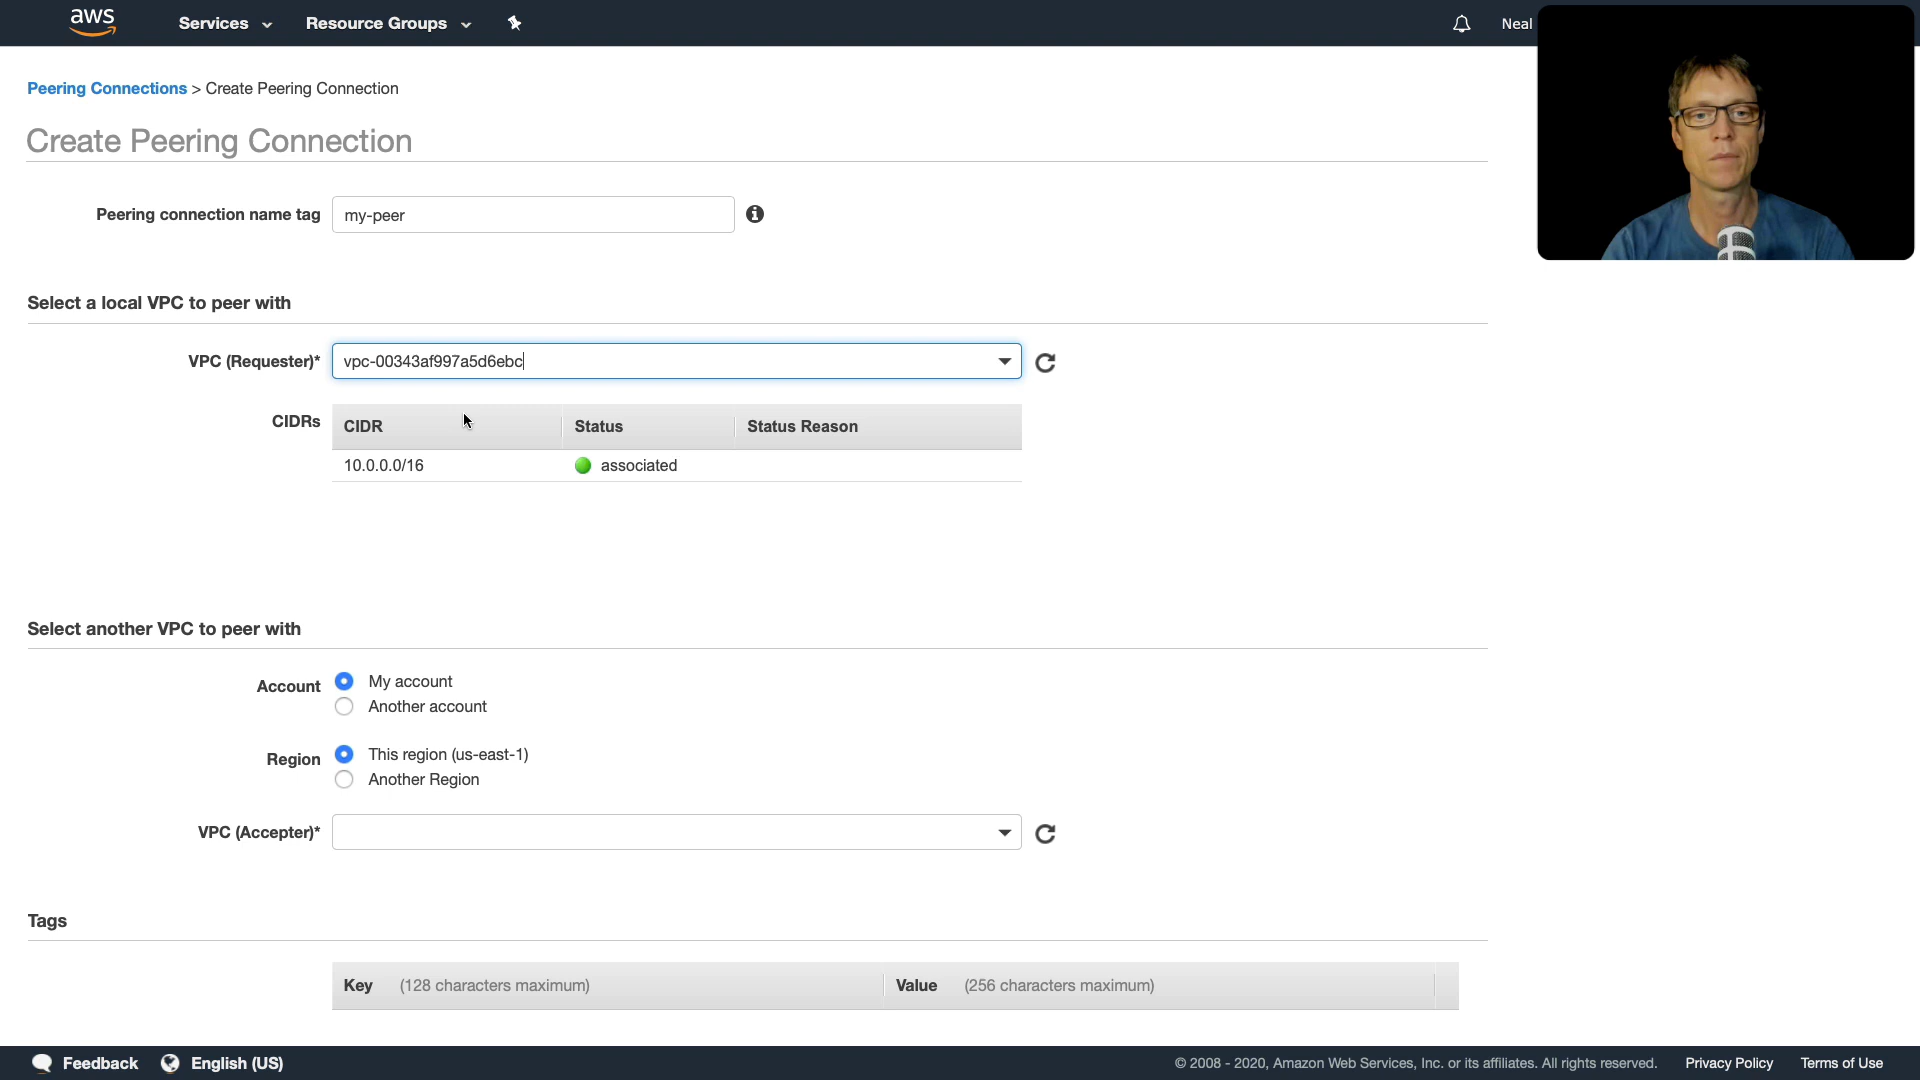 aws Services Resource Groups Neal
Peering Connections > Create Peering Connection
Create Peering Connection
Peering connection name tag my-peer
Select a local VPC to peer with
VPC (Requester)* vpc-00343af997a5d6ebc
CIDRs CIDR Status Status Reason
10.0.0.0/16 associated
Select another VPC to peer with
Account My account
Another account
Region This region (us-east-1)
Another Region
VPC (Accepter)*
Tags
Key (128 characters maximum) Value (256 characters maximum)
Feedback English (US) © 2008 - 2020, Amazon Web Services, Inc. or its affiliates. All rights reserved. Privacy Policy Terms of Use